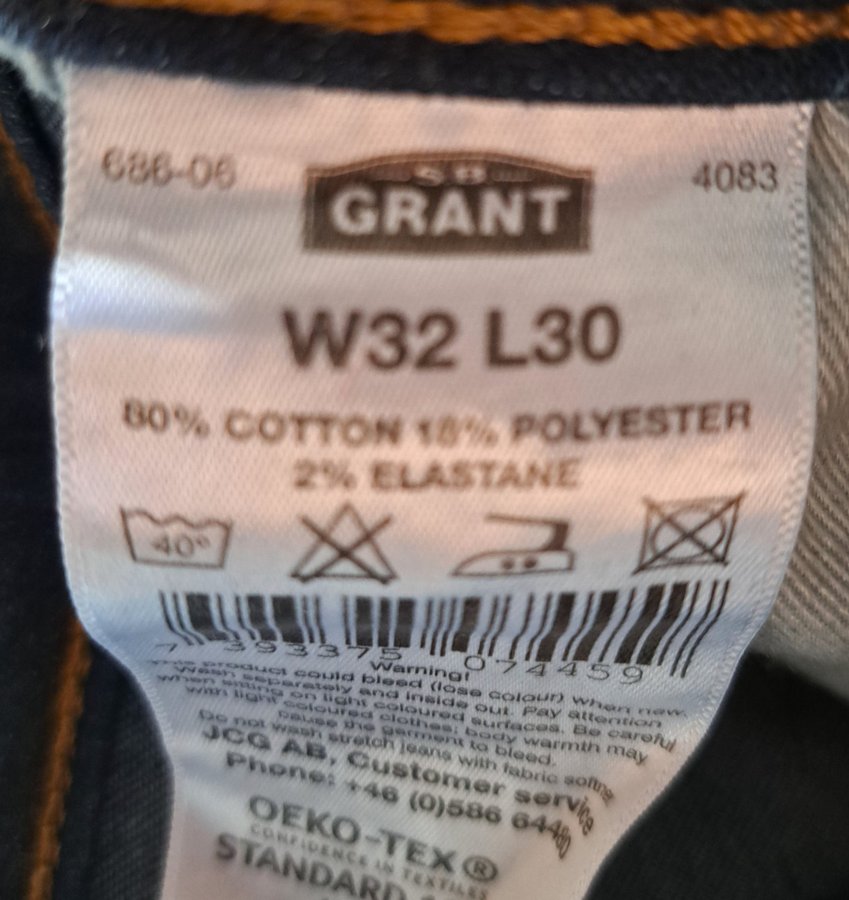 686-06
S.B.
GRANT
4083
W32 L30
80% COTTON 18% POLYESTER
2% ELASTANE
40°
7 393375 074459
Warning!
This product could bleed (lose colour) when new.
Wash separately and inside out. Pay attention
when sitting on light coloured surfaces. Be careful
with light coloured clothes; body warmth may
cause the garment to bleed.
Do not wash stretch jeans with fabric softner
JCG AB, Customer service
Phone: +46 (0)586
OEKO-TEX®
CONFIDENCE IN TEXTILES
STANDARD